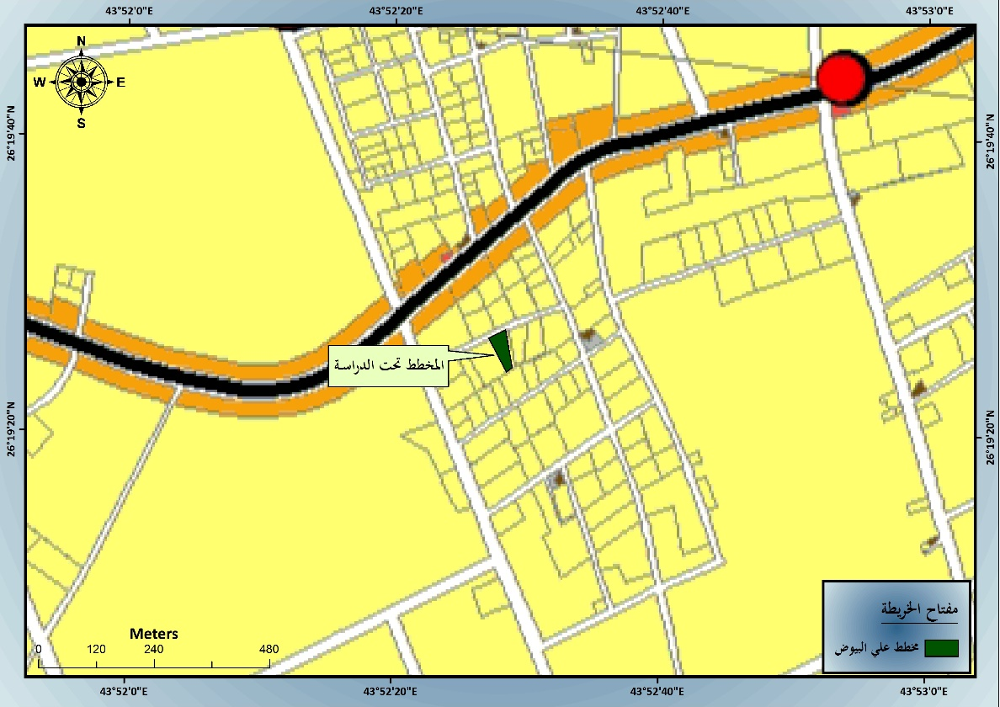 43°52'0"E 43°52'20"E 43°52'40"E 43°53'0"E
N
W E
S
26°19'40"N 26°19'40"N
المخطط تحت الدراسة
26°19'20"N 26°19'20"N
مفتاح الخريطة
مخطط علي البيوض
Meters
0 120 240 480
43°52'0"E 43°52'20"E 43°52'40"E 43°53'0"E